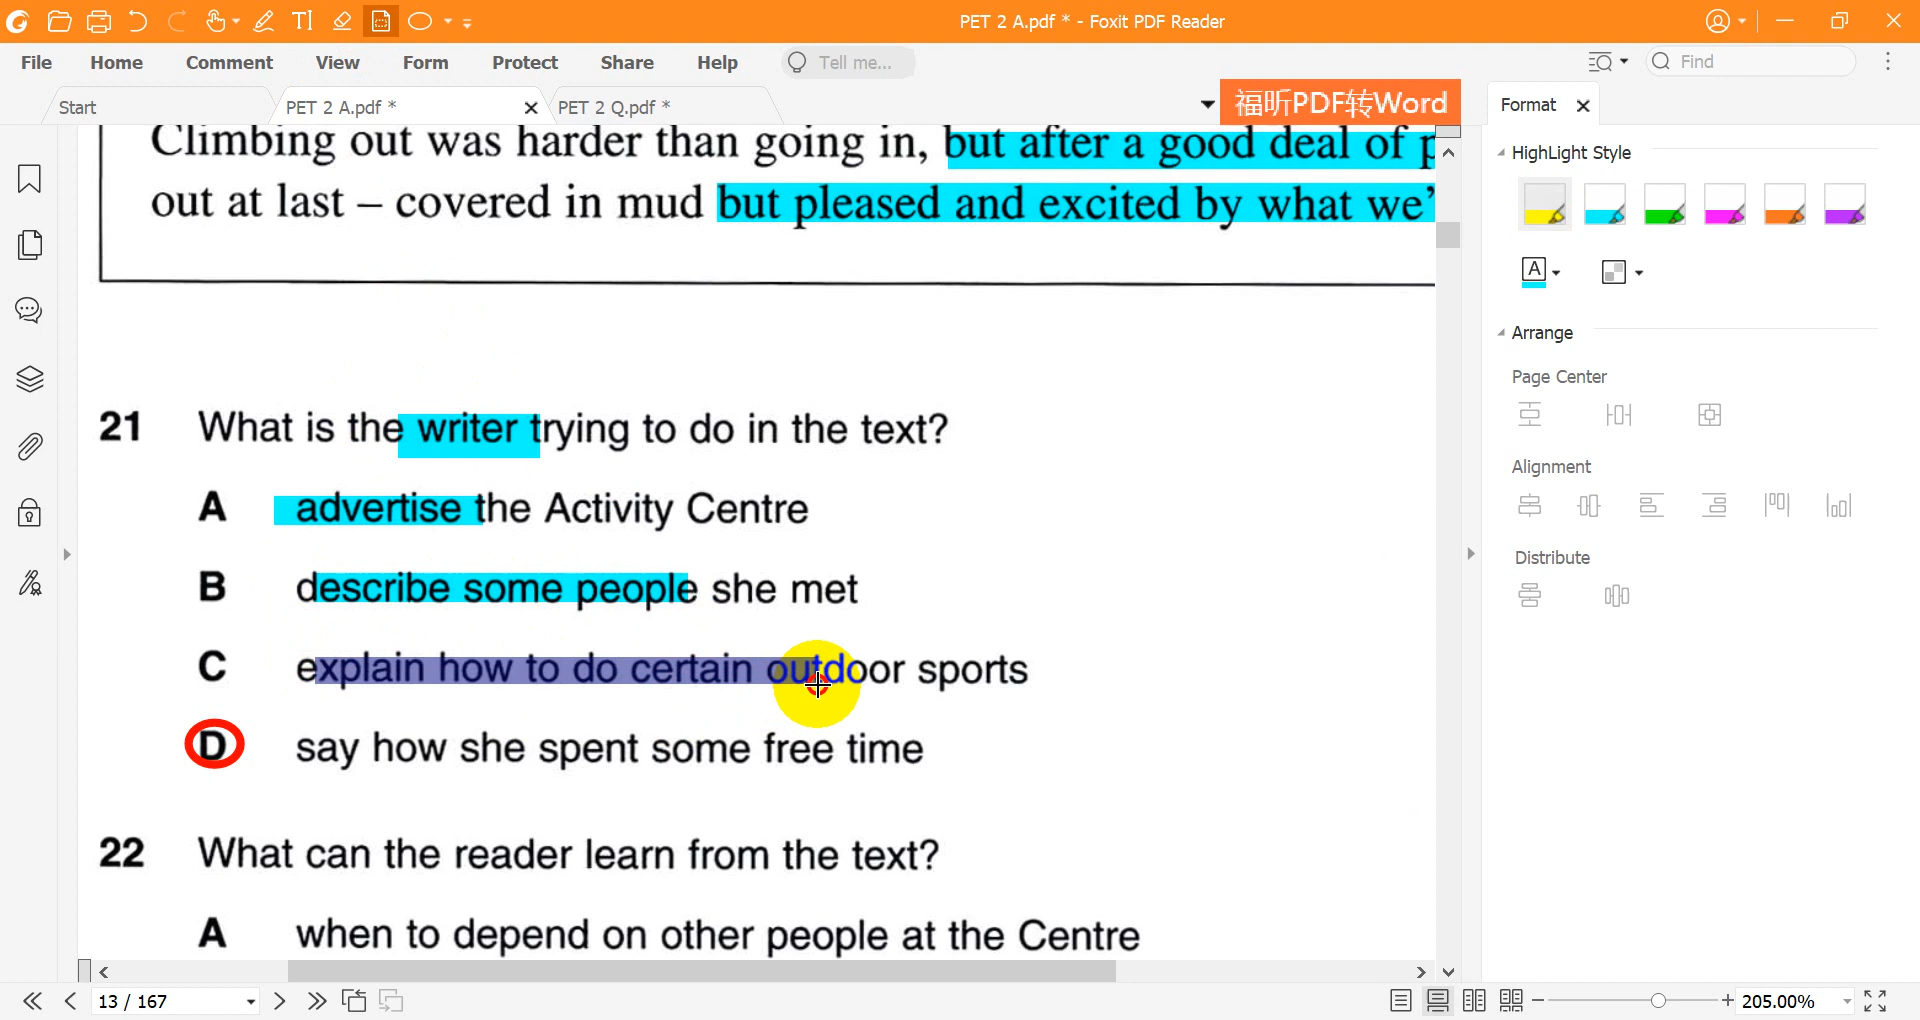 PET 2 A.pdf * - Foxit PDF Reader
File Home Comment View Form Protect Share Help Tell me... Find
Start PET 2 A.pdf * PET 2 Q.pdf * 福昕PDF转Word Format
Climbing out was harder than going in, but after a good deal of
out at last – covered in mud but pleased and excited by what we'
21 What is the writer trying to do in the text?
A advertise the Activity Centre
B describe some people she met
C explain how to do certain outdoor sports
D say how she spent some free time
22 What can the reader learn from the text?
A when to depend on other people at the Centre
HighLight Style
A
Arrange
Page Center
Alignment
Distribute
13 / 167
205.00%